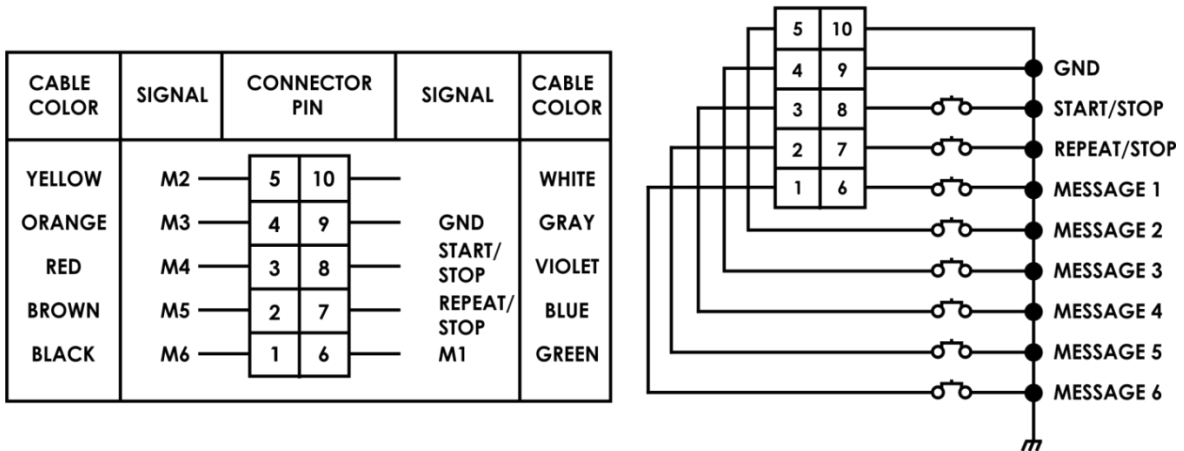 CABLE COLOR SIGNAL CONNECTOR PIN SIGNAL CABLE COLOR
YELLOW M2 5 10 WHITE
ORANGE M3 4 9 GND GRAY
RED M4 3 8 START/STOP VIOLET
BROWN M5 2 7 REPEAT/STOP BLUE
BLACK M6 1 6 M1 GREEN
5 10
4 9 GND
3 8 START/STOP
2 7 REPEAT/STOP
1 6 MESSAGE 1
MESSAGE 2
MESSAGE 3
MESSAGE 4
MESSAGE 5
MESSAGE 6